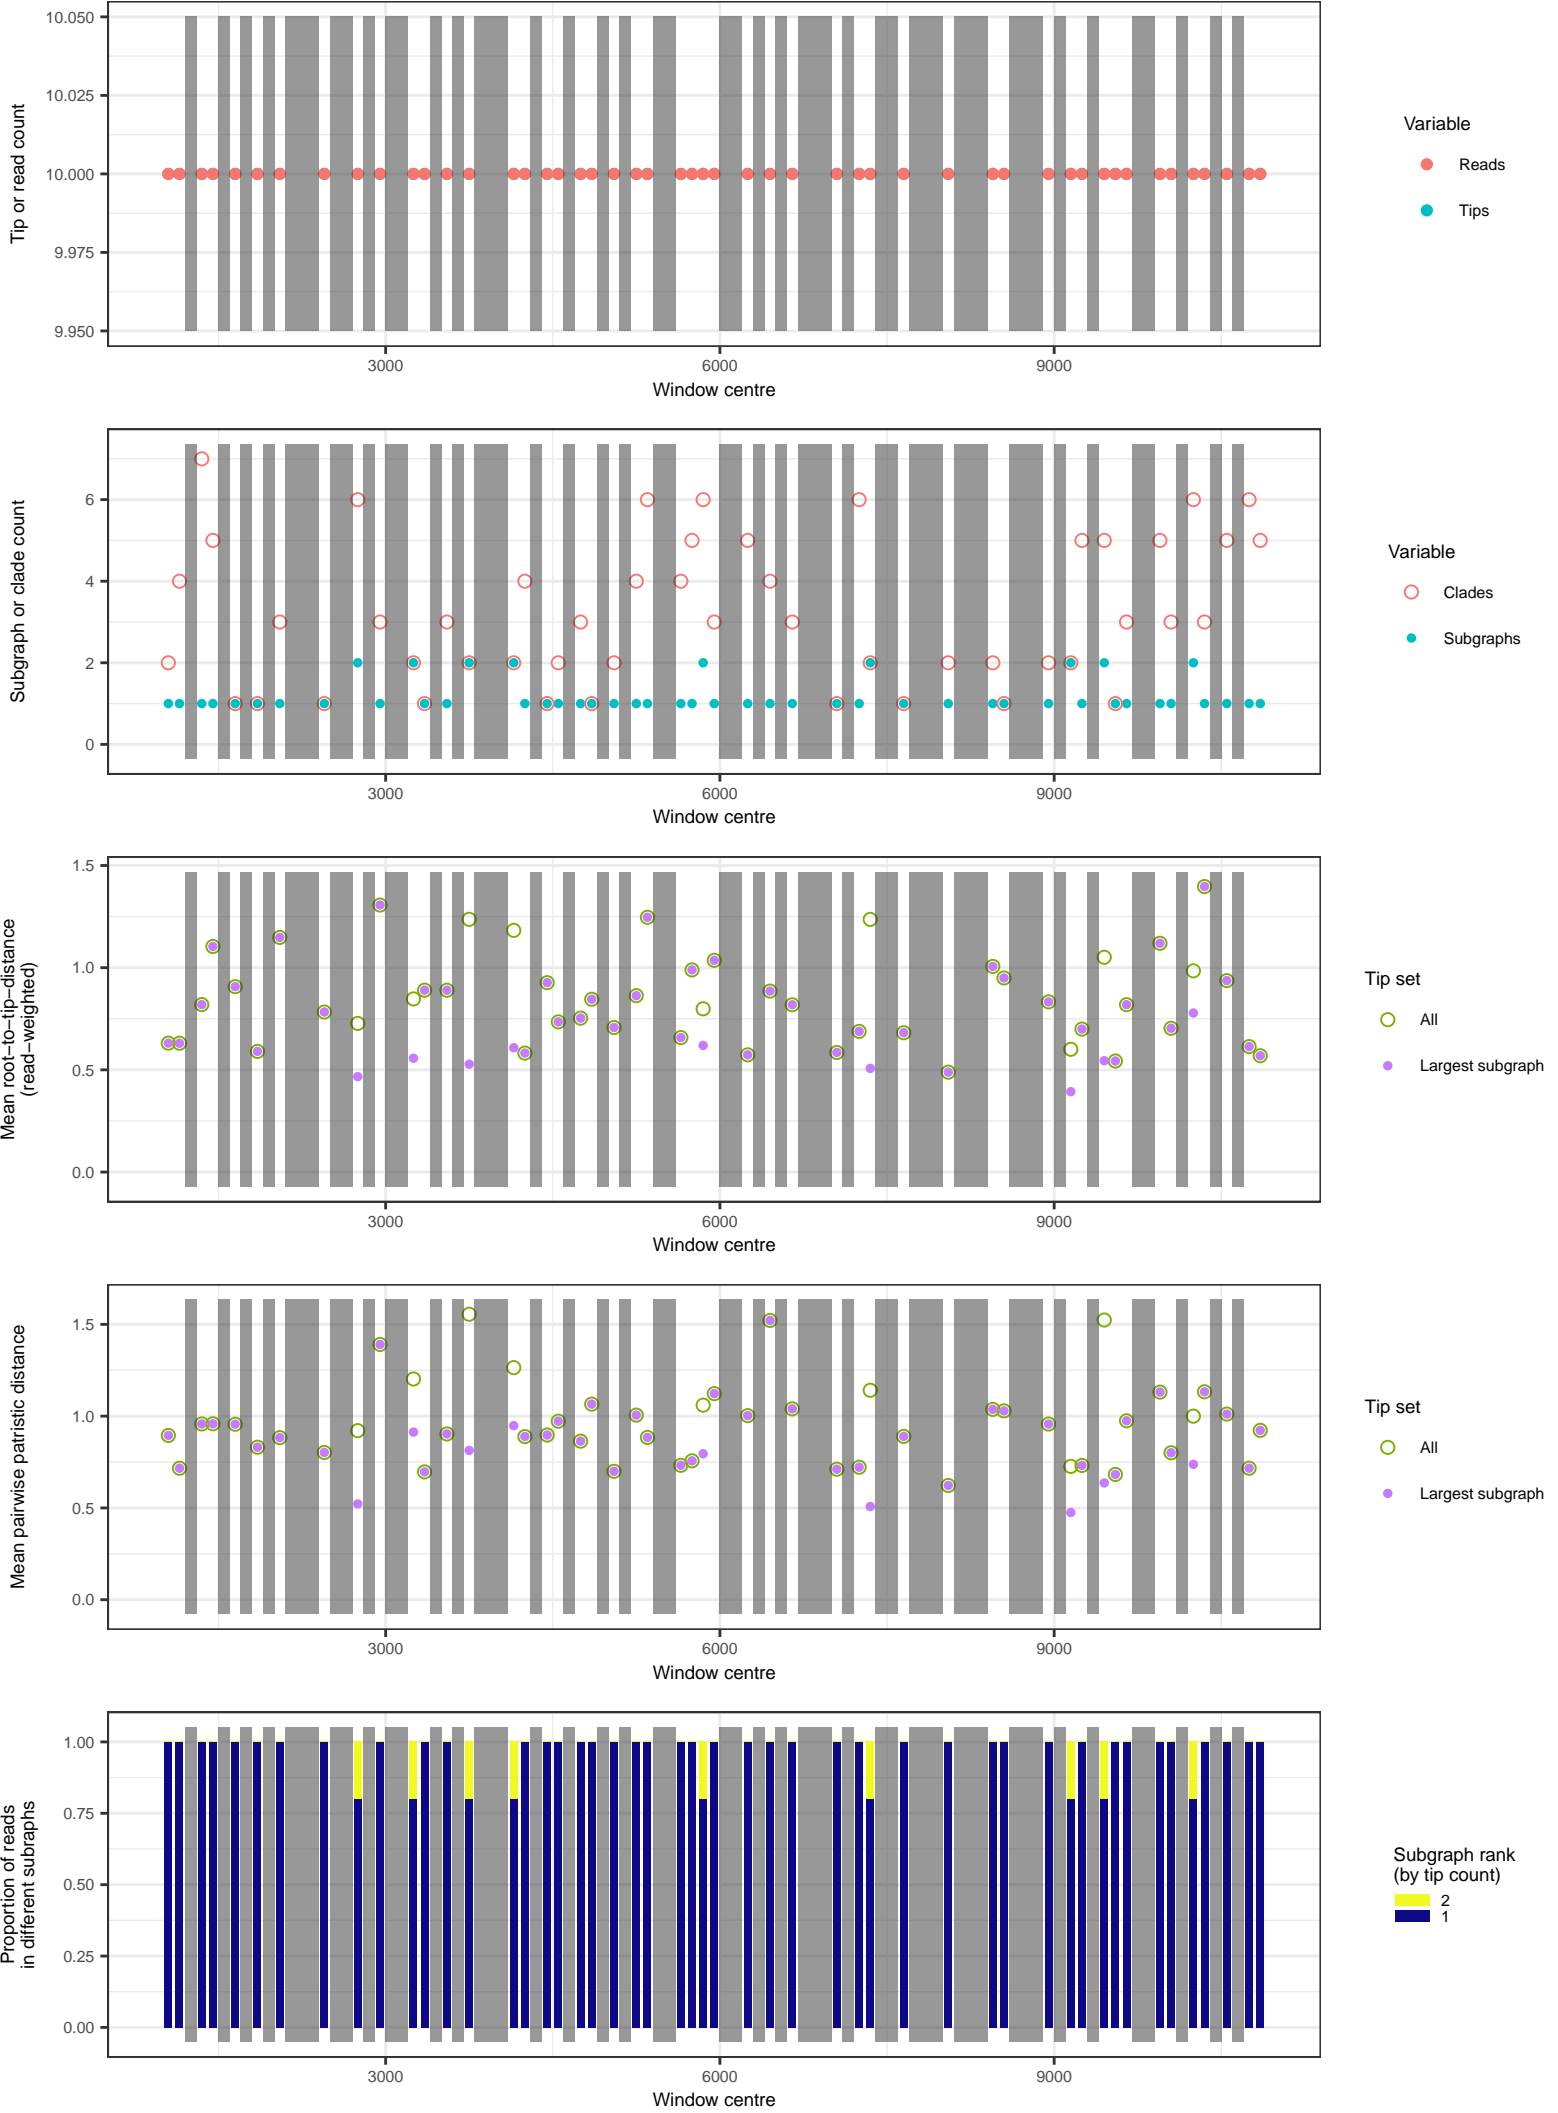 10.050
10.025
10.000
9.975
9.950
Tip or read count
3000 6000 9000
Window centre
Variable
Reads
Tips
6
4
2
0
Subgraph or clade count
3000 6000 9000
Window centre
Variable
Clades
Subgraphs
1.5
1.0
0.5
0.0
Mean root−to−tip−distance
(read−weighted)
3000 6000 9000
Window centre
Tip set
All
Largest subgraph
1.5
1.0
0.5
0.0
Mean pairwise patristic distance
3000 6000 9000
Window centre
Tip set
All
Largest subgraph
1.00
0.75
0.50
0.25
0.00
Proportion of reads
in different subraphs
3000 6000 9000
Window centre
Subgraph rank
(by tip count)
2
1